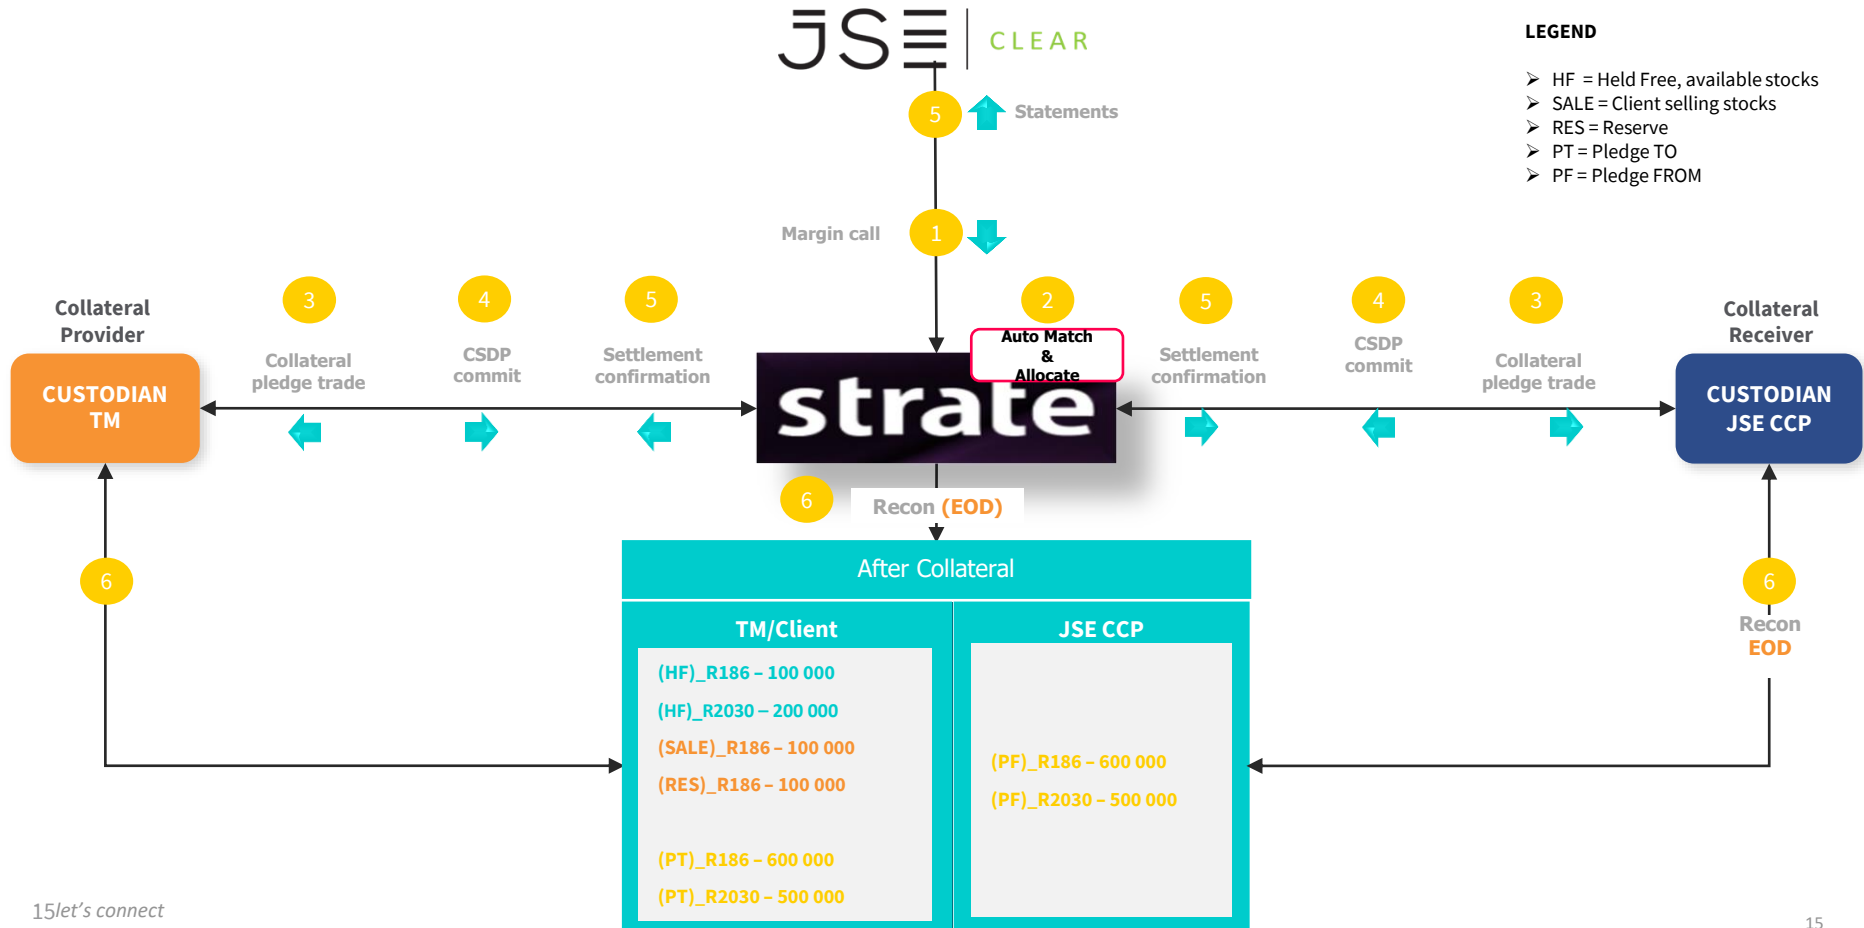 JSE CLEAR
LEGEND
➢ HF = Held Free, available stocks
➢ SALE = Client selling stocks
➢ RES = Reserve
➢ PT = Pledge TO
➢ PF = Pledge FROM
5
Statements
Margin call
1
3
4
5
2
5
4
3
Collateral
Provider
Collateral
pledge trade
CSDP
commit
Settlement
confirmation
Auto Match
&
Allocate
Settlement
confirmation
CSDP
commit
Collateral
pledge trade
Collateral
Receiver
CUSTODIAN
TM
strate
CUSTODIAN
JSE CCP
6
Recon (EOD)
6
6
Recon
EOD
After Collateral
TM/Client
(HF)_R186 – 100 000
(HF)_R2030 – 200 000
(SALE)_R186 – 100 000
(RES)_R186 – 100 000
(PT)_R186 – 600 000
(PT)_R2030 – 500 000
JSE CCP
(PF)_R186 – 600 000
(PF)_R2030 – 500 000
15let's connect
15